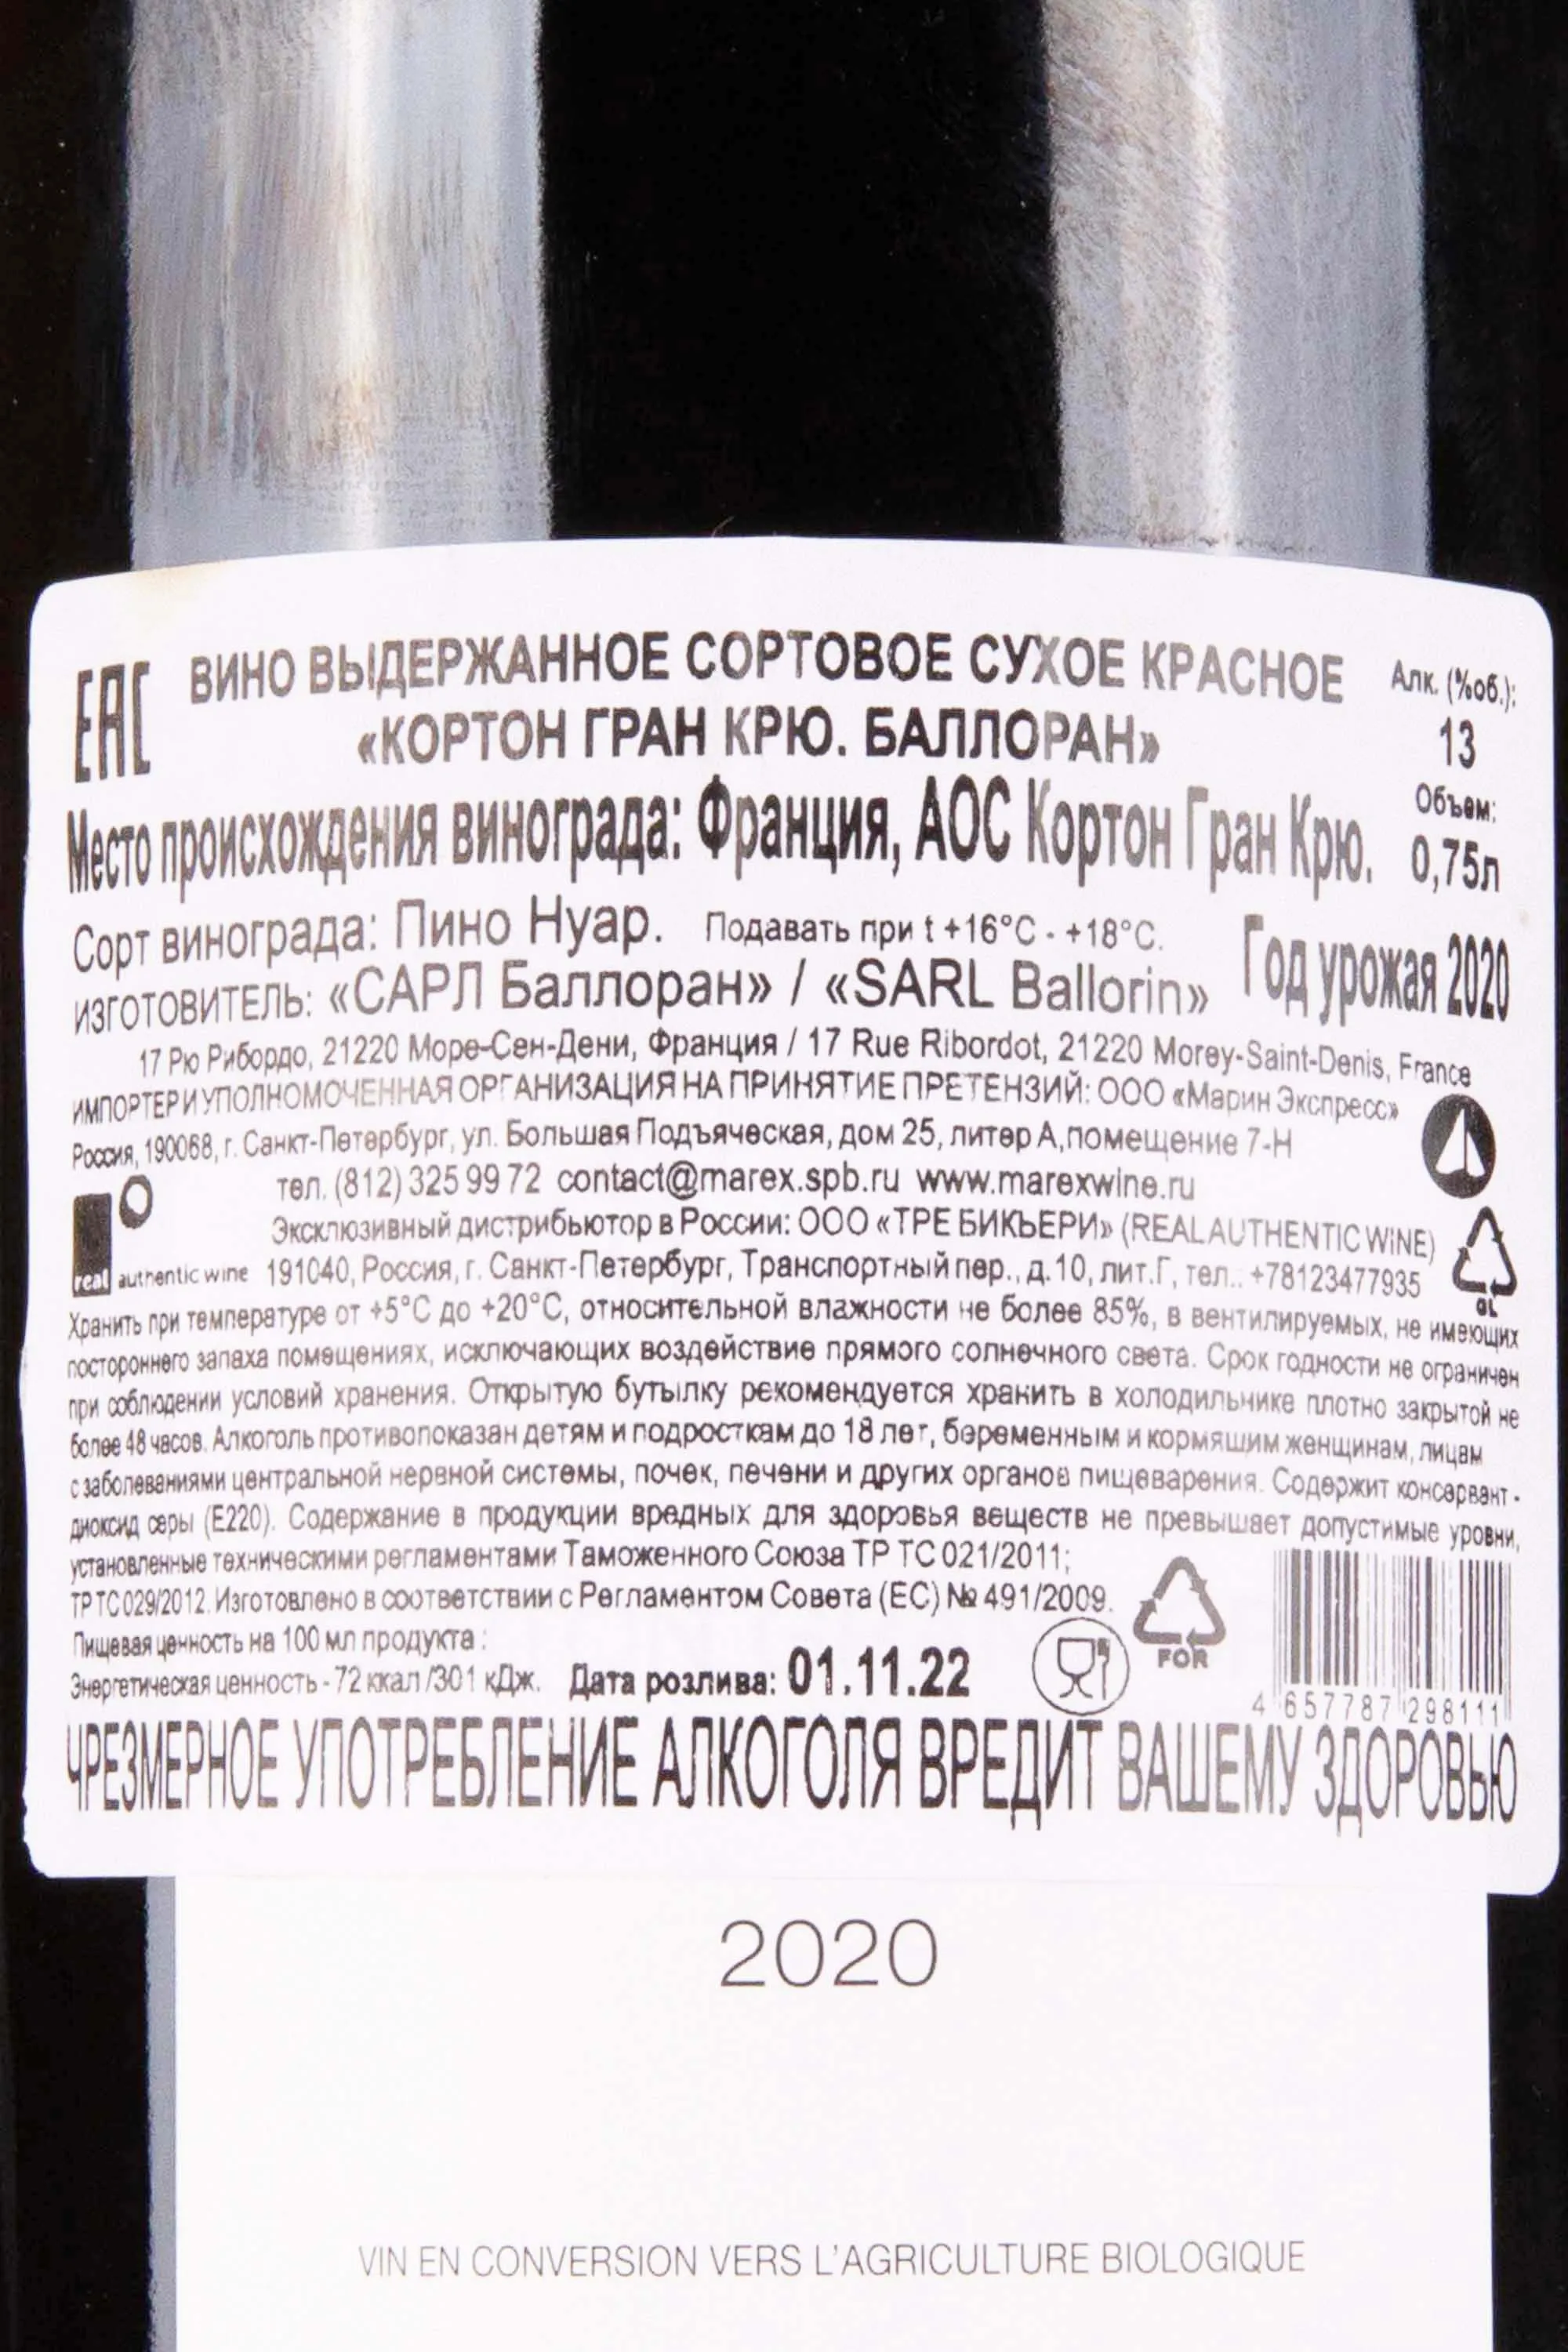 EAC
ВИНО ВЫДЕРЖАННОЕ СОРТОВОЕ СУХОЕ КРАСНОЕ
«КОРТОН ГРАН КРЮ. БАЛЛОРАН»
Алк. (%об.):
13
Объем:
0,75л
Место происхождения винограда: Франция, АОС Кортон Гран Крю.
Сорт винограда: Пино Нуар. Подавать при t +16°C - +18°C.
Год урожая 2020
ИЗГОТОВИТЕЛЬ: «САРЛ Баллоран» / «SARL Ballorin»
17 Рю Рибордо, 21220 Море-Сен-Дени, Франция / 17 Rue Ribordot, 21220 Morey-Saint-Denis, France
ИМПОРТЕР И УПОЛНОМОЧЕННАЯ ОРГАНИЗАЦИЯ НА ПРИНЯТИЕ ПРЕТЕНЗИЙ: ООО «Марин Экспресс»
Россия, 190068, г. Санкт-Петербург, ул. Большая Подъяческая, дом 25, литер А, помещение 7-Н
тел. (812) 325 99 72 contact@marex.spb.ru www.marexwine.ru
Эксклюзивный дистрибьютор в России: ООО «ТРЕ БИКЬЕРИ» (REAL AUTHENTIC WINE)
real authentic wine
191040, Россия, г. Санкт-Петербург, Транспортный пер., д.10, лит.Г, тел.: +78123477935
GL
Хранить при температуре от +5°C до +20°C, относительной влажности не более 85%, в вентилируемых, не имеющих
постороннего запаха помещениях, исключающих воздействие прямого солнечного света. Срок годности не ограничен
при соблюдении условий хранения. Открытую бутылку рекомендуется хранить в холодильнике плотно закрытой не
более 48 часов. Алкоголь противопоказан детям и подросткам до 18 лет, беременным и кормящим женщинам, лицам
с заболеваниями центральной нервной системы, почек, печени и других органов пищеварения. Содержит консервант -
диоксид серы (Е220). Содержание в продукции вредных для здоровья веществ не превышает допустимые уровни,
установленные техническими регламентами Таможенного Союза ТР ТС 021/2011;
ТР ТС 029/2012. Изготовлено в соответствии с Регламентом Совета (ЕС) № 491/2009.
Пищевая ценность на 100 мл продукта :
Энергетическая ценность - 72 ккал /301 кДж. Дата розлива: 01.11.22
FOR
4 657787 298111
ЧРЕЗМЕРНОЕ УПОТРЕБЛЕНИЕ АЛКОГОЛЯ ВРЕДИТ ВАШЕМУ ЗДОРОВЬЮ
2020
VIN EN CONVERSION VERS L'AGRICULTURE BIOLOGIQUE